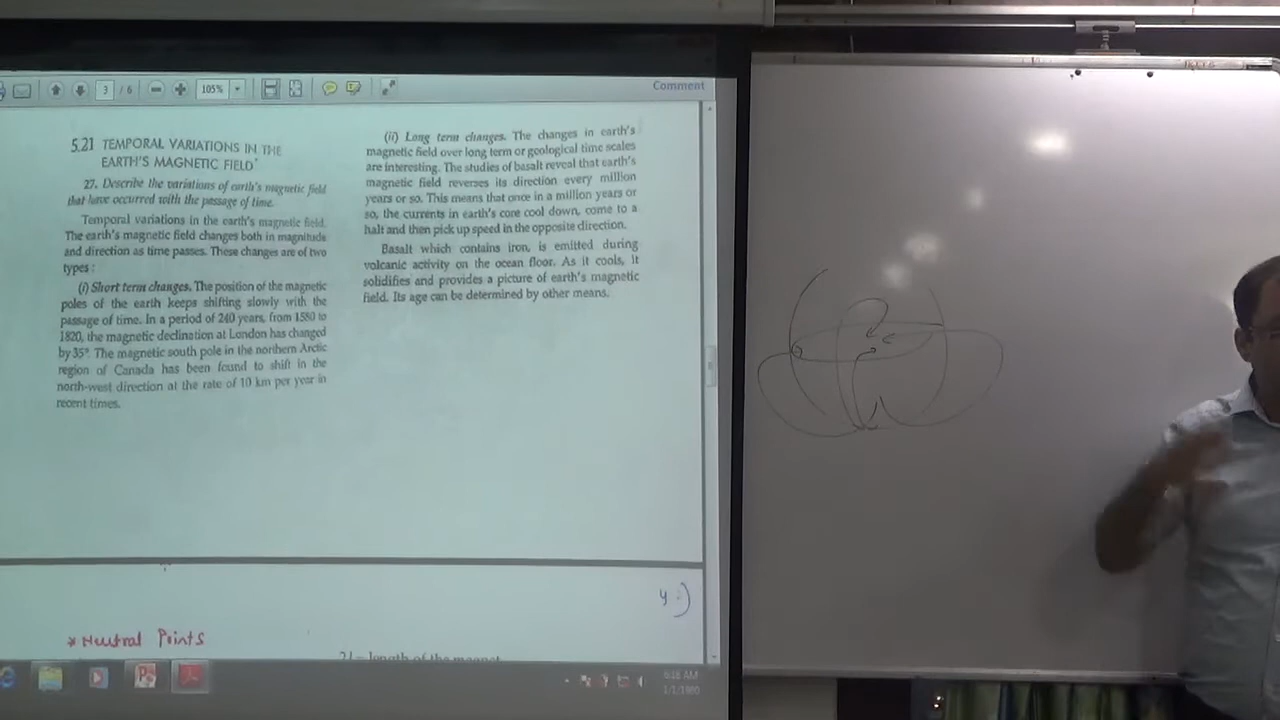 3 / 6
105%
Comment
5.21 TEMPORAL VARIATIONS IN THE
EARTH'S MAGNETIC FIELD*
27. Describe the variations of earth's magnetic field
that have occurred with the passage of time.
Temporal variations in the earth's magnetic field.
The earth's magnetic field changes both in magnitude
and direction as time passes. These changes are of two
types :
(i) Short term changes. The position of the magnetic
poles of the earth keeps shifting slowly with the
passage of time. In a period of 240 years, from 1580 to
1820, the magnetic declination at London has changed
by 35°. The magnetic south pole in the northern Arctic
region of Canada has been found to shift in the
north-west direction at the rate of 10 km per year in
recent times.
(ii) Long term changes. The changes in earth's
magnetic field over long term or geological time scales
are interesting. The studies of basalt reveal that earth's
magnetic field reverses its direction every million
years or so. This means that once in a million years or
so, the currents in earth's core cool down, come to a
halt and then pick up speed in the opposite direction.
Basalt which contains iron, is emitted during
volcanic activity on the ocean floor. As it cools, it
solidifies and provides a picture of earth's magnetic
field. Its age can be determined by other means.
* Neutral Points
length of the magnet
1/1/1980